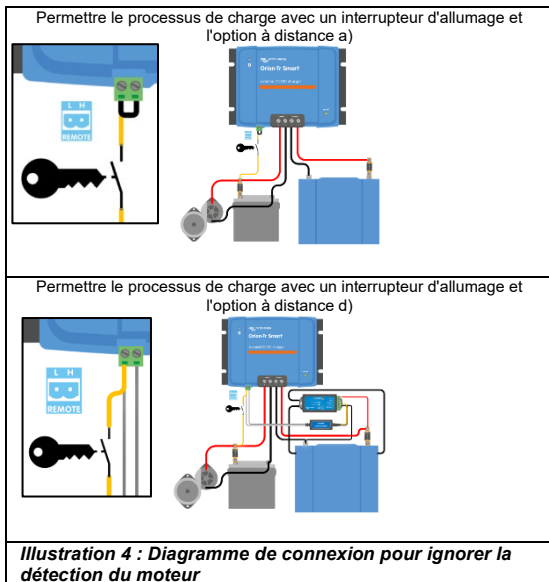 Permettre le processus de charge avec un interrupteur d'allumage et
l'option à distance a)
L H
REMOTE
Orion-Tr Smart
Permettre le processus de charge avec un interrupteur d'allumage et
l'option à distance d)
L H
REMOTE
Orion-Tr Smart
Illustration 4 : Diagramme de connexion pour ignorer la
détection du moteur